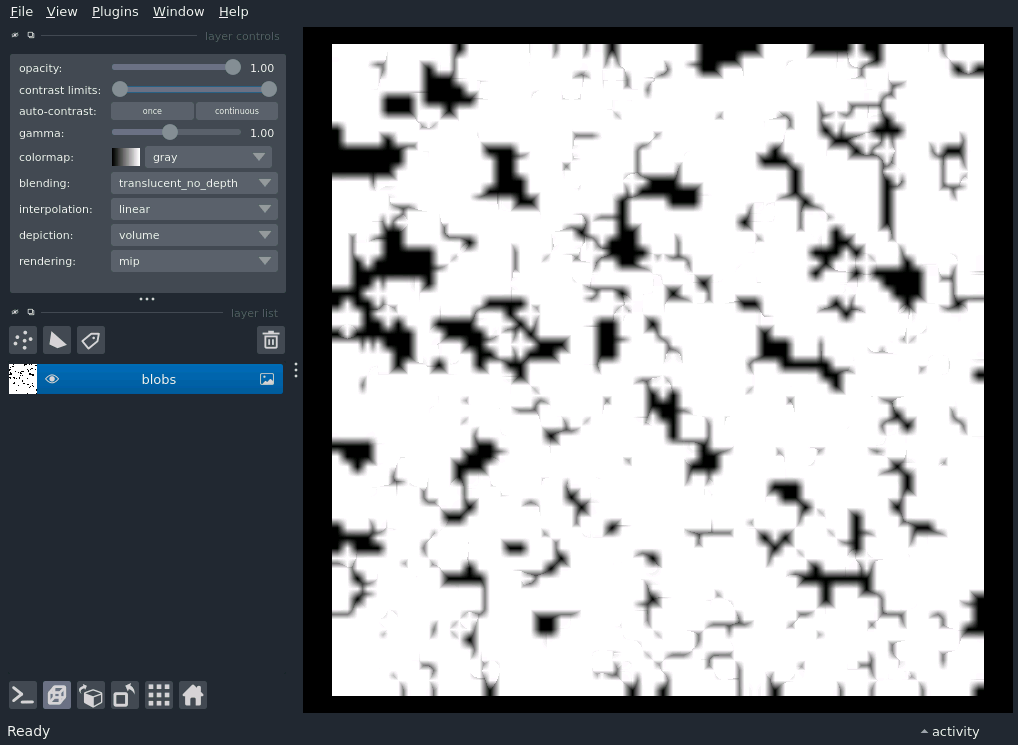 File View Plugins Window Help
layer controls
opacity: 1.00
contrast limits:
auto-contrast: once continuous
gamma: 1.00
colormap: gray
blending: translucent_no_depth
interpolation: linear
depiction: volume
rendering: mip
layer list
blobs
Ready activity